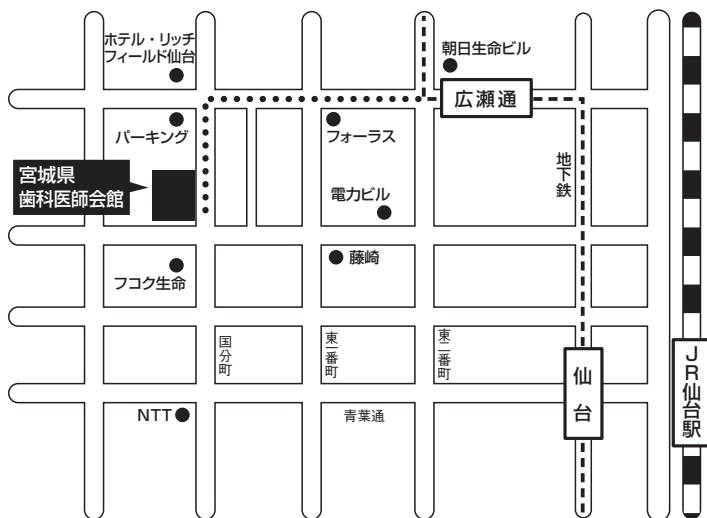 ホテル・リッチ
フィールド仙台
朝日生命ビル
広瀬通
パーキング
フォーラス
地下鉄
宮城県
歯科医師会館
電力ビル
藤崎
フコク生命
国分町
東一番町
東二番町
仙台
JR仙台駅
NTT
青葉通